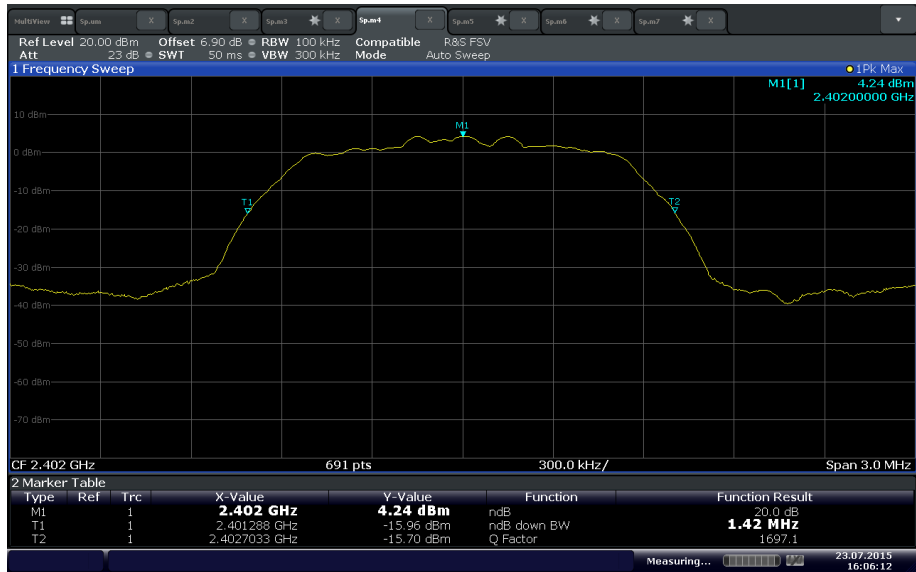 MultiView Sp.um X Sp.m2 X Sp.m3 X Sp.m4 X Sp.m5 X Sp.m6 X Sp.m7 X
Ref Level 20.00 dBm Offset 6.90 dB RBW 100 kHz Compatible R&S FSV
Att 23 dB SWT 50 ms VBW 300 kHz Mode Auto Sweep
1 Frequency Sweep 1Pk Max
M1[1] 4.24 dBm
2.40200000 GHz
10 dBm
M1
0 dBm
-10 dBm
T1 T2
-20 dBm
-30 dBm
-40 dBm
-50 dBm
-60 dBm
-70 dBm
CF 2.402 GHz 691 pts 300.0 kHz/ Span 3.0 MHz
2 Marker Table
Type Ref Trc X-Value Y-Value Function Function Result
M1 1 2.402 GHz 4.24 dBm ndB 20.0 dB
T1 1 2.401288 GHz -15.96 dBm ndB down BW 1.42 MHz
T2 1 2.4027033 GHz -15.70 dBm Q Factor 1697.1
Measuring... 23.07.2015
16:06:12